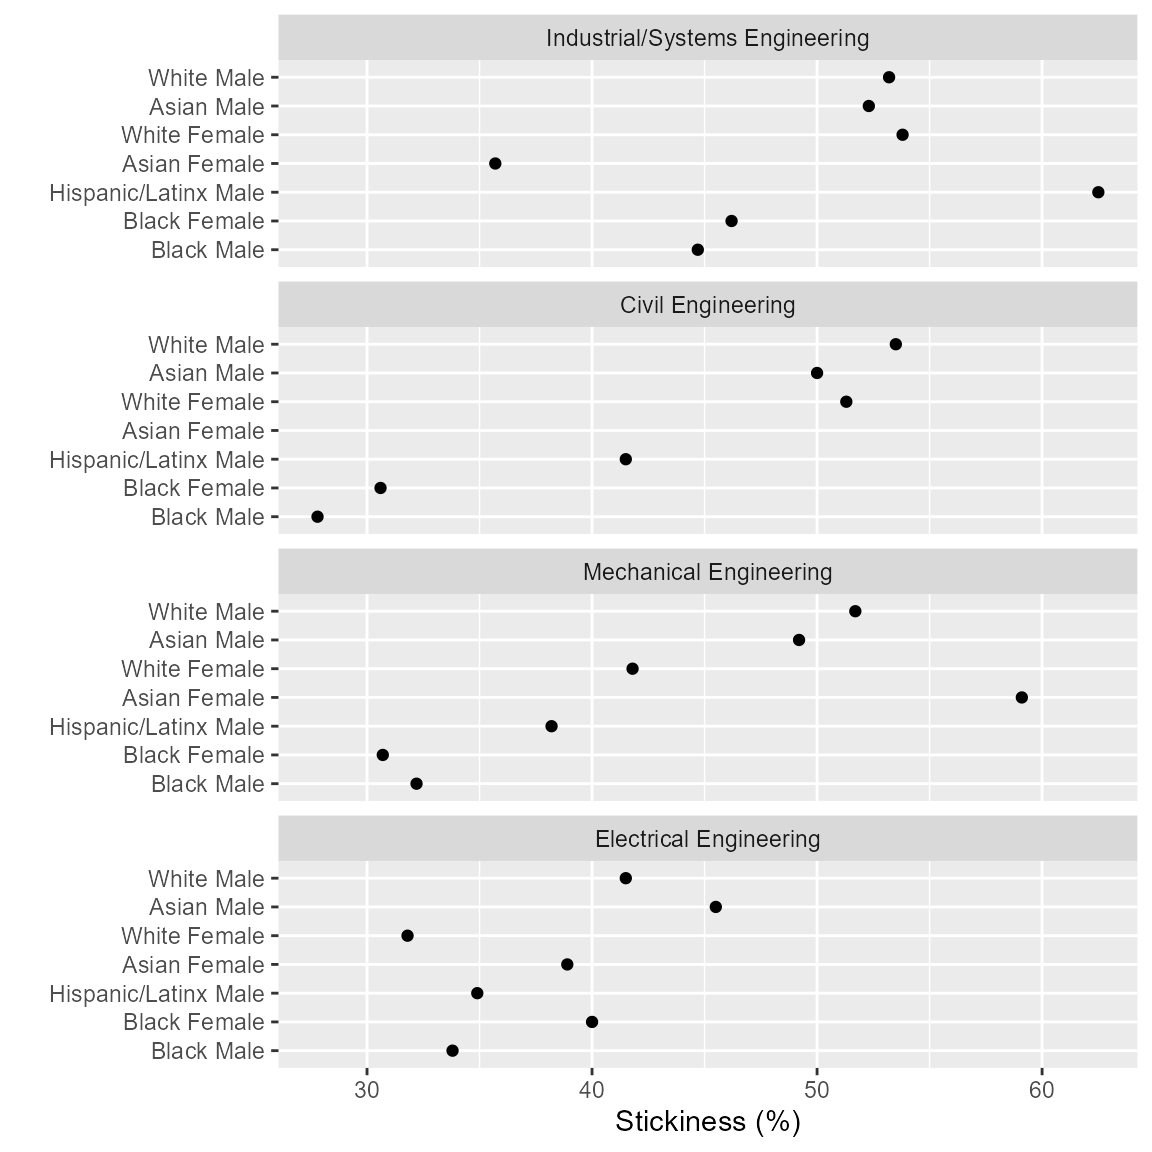 Industrial/Systems Engineering
White Male
Asian Male
White Female
Asian Female
Hispanic/Latinx Male
Black Female
Black Male
Civil Engineering
White Male
Asian Male
White Female
Asian Female
Hispanic/Latinx Male
Black Female
Black Male
Mechanical Engineering
White Male
Asian Male
White Female
Asian Female
Hispanic/Latinx Male
Black Female
Black Male
Electrical Engineering
White Male
Asian Male
White Female
Asian Female
Hispanic/Latinx Male
Black Female
Black Male
30 40 50 60
Stickiness (%)